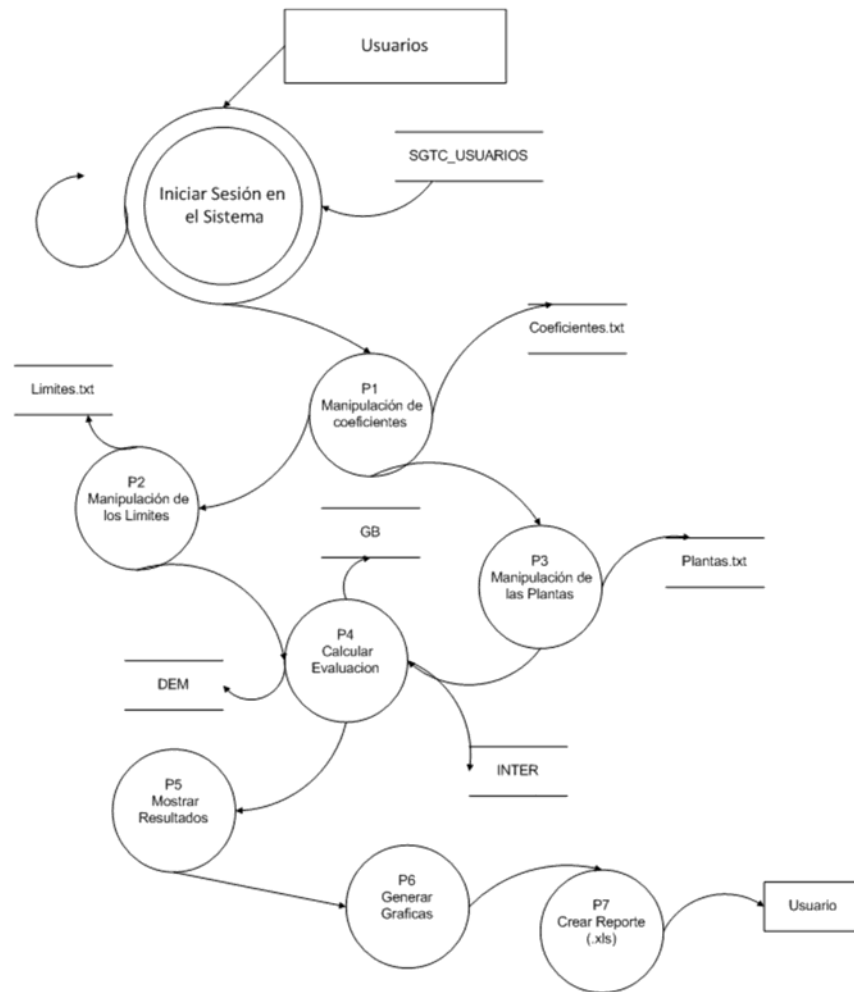 Usuarios
SGTC_USUARIOS
Iniciar Sesión en
el Sistema
Coeficientes.txt
P1
Manipulación de
coeficientes
Limites.txt
P2
Manipulación de
los Limites
GB
P3
Manipulación de
las Plantas
Plantas.txt
P4
Calcular
Evaluacion
DEM
INTER
P5
Mostrar
Resultados
P6
Generar
Graficas
P7
Crear Reporte
(.xls)
Usuario